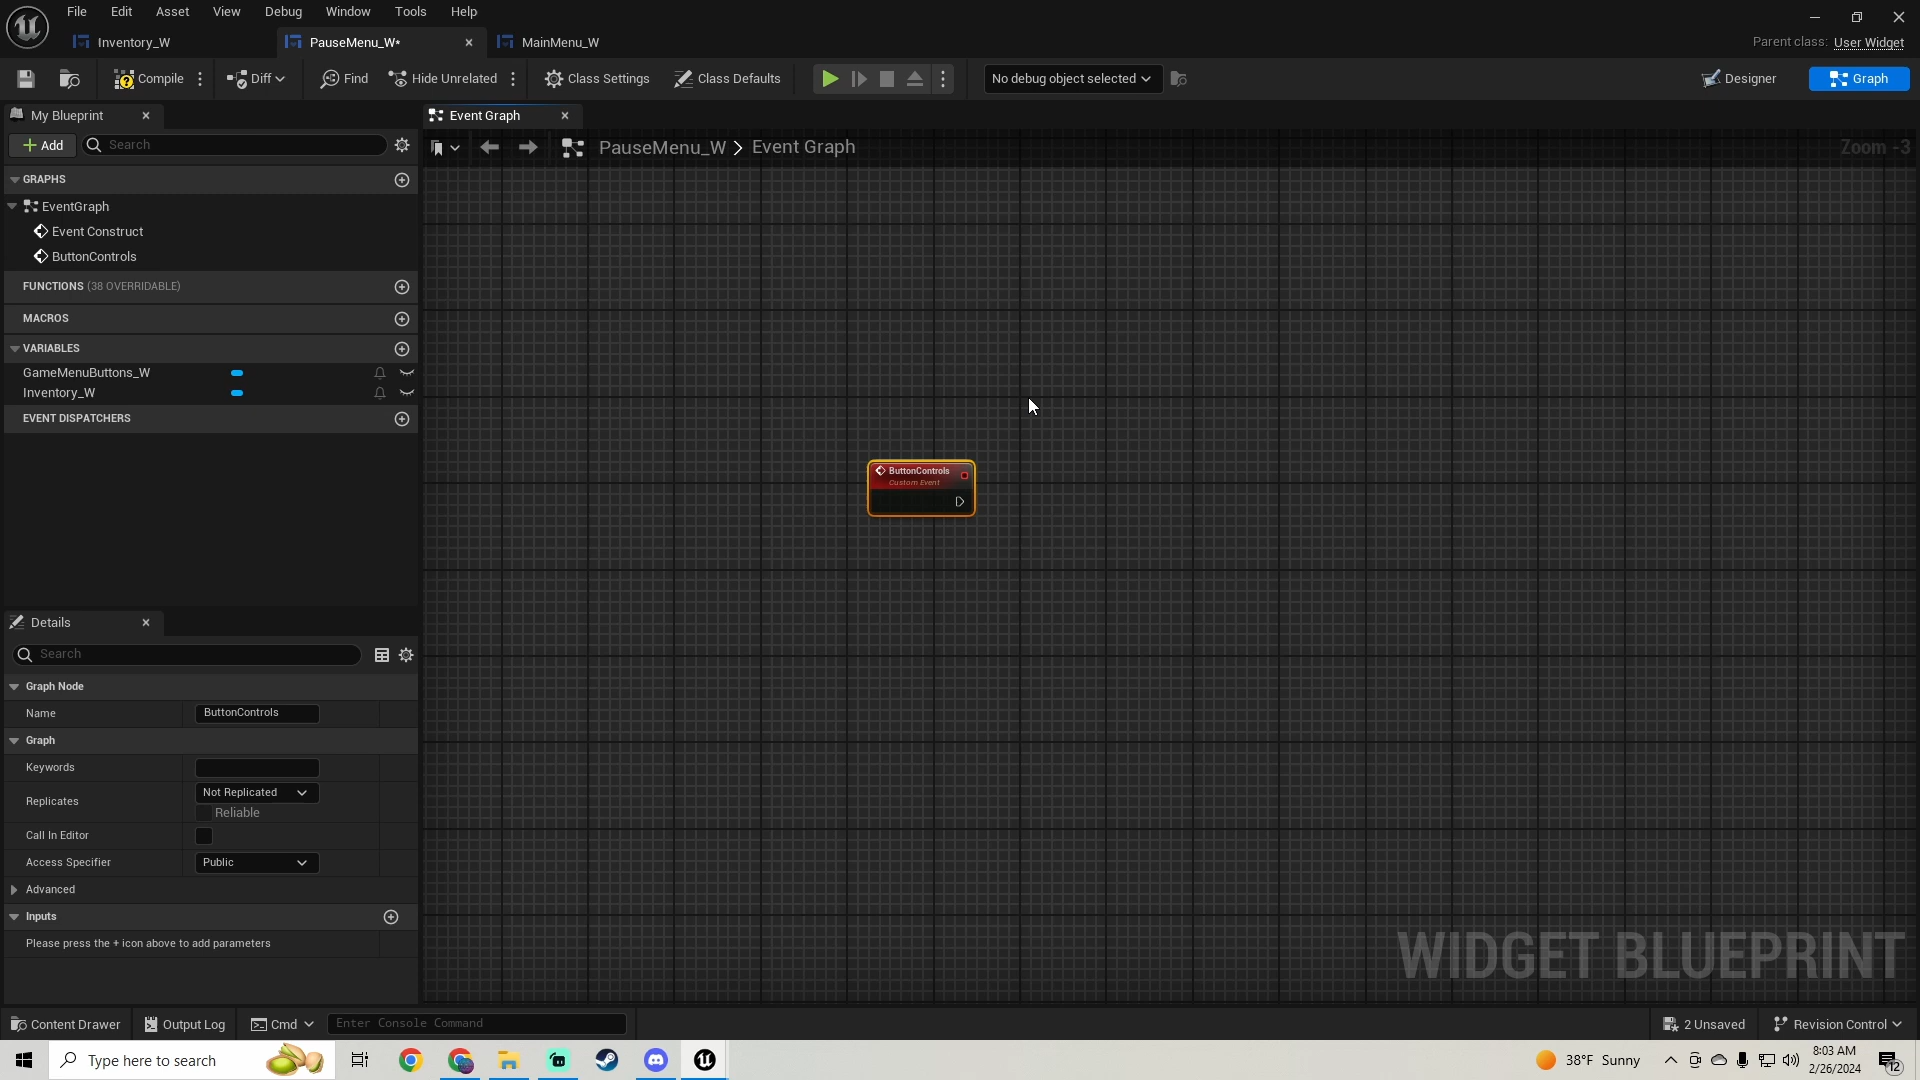 File Edit Asset View Debug Window Tools Help
Inventory_W PauseMenu_W* MainMenu_W
Parent class: User Widget
Compile Diff Find Hide Unrelated Class Settings Class Defaults No debug object selected Designer Graph
My Blueprint Event Graph
Add Search
PauseMenu_W > Event Graph Zoom -3
GRAPHS
EventGraph
Event Construct
ButtonControls
FUNCTIONS (38 OVERRIDABLE)
MACROS
VARIABLES
GameMenuButtons_W
Inventory_W
EVENT DISPATCHERS
ButtonControls
Custom Event
Details
Search
Graph Node
Name ButtonControls
Graph
Keywords
Replicates Not Replicated
Reliable
Call In Editor
Access Specifier Public
Advanced
Inputs
Please press the + icon above to add parameters
WIDGET BLUEPRINT
Content Drawer Output Log Cmd Enter Console Command 2 Unsaved Revision Control
Type here to search 38°F Sunny 8:03 AM
2/26/2024
12